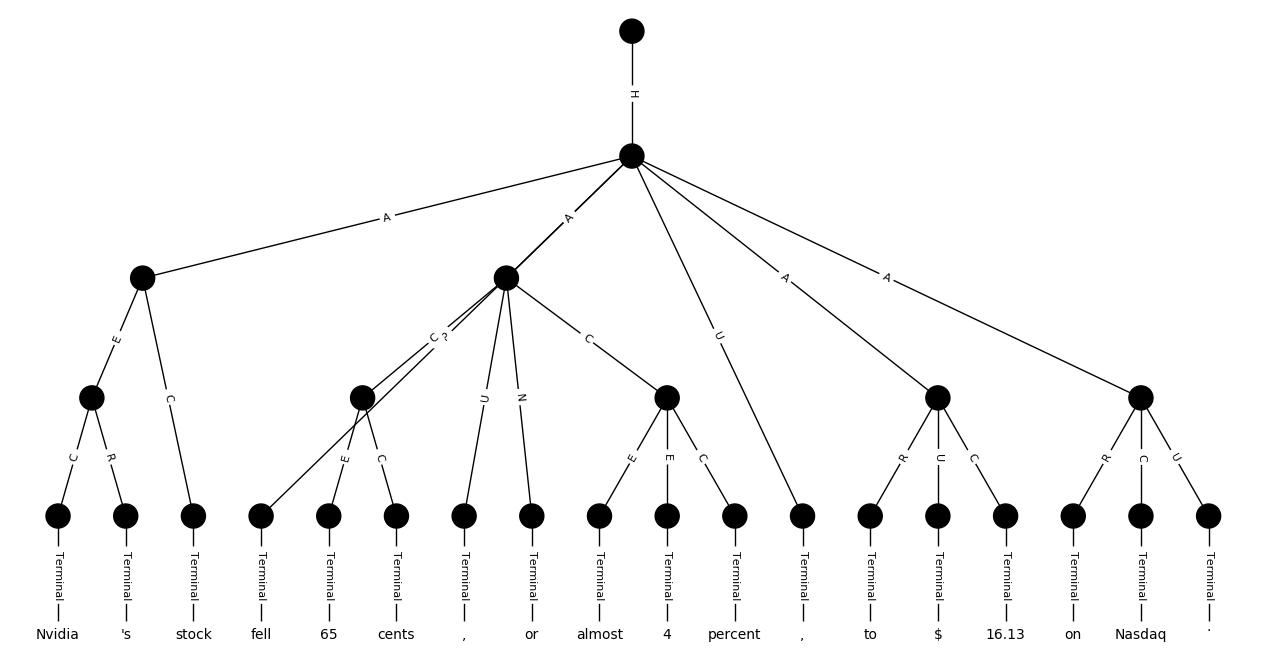 H
A
A
E
C
C
P
U
N
C
U
A
A
C
R
E
C
E
E
C
R
U
C
R
C
U
Terminal Terminal Terminal Terminal Terminal Terminal Terminal Terminal Terminal Terminal Terminal Terminal Terminal Terminal Terminal Terminal Terminal Terminal
Nvidia 's stock fell 65 cents , or almost 4 percent , to $ 16.13 on Nasdaq .